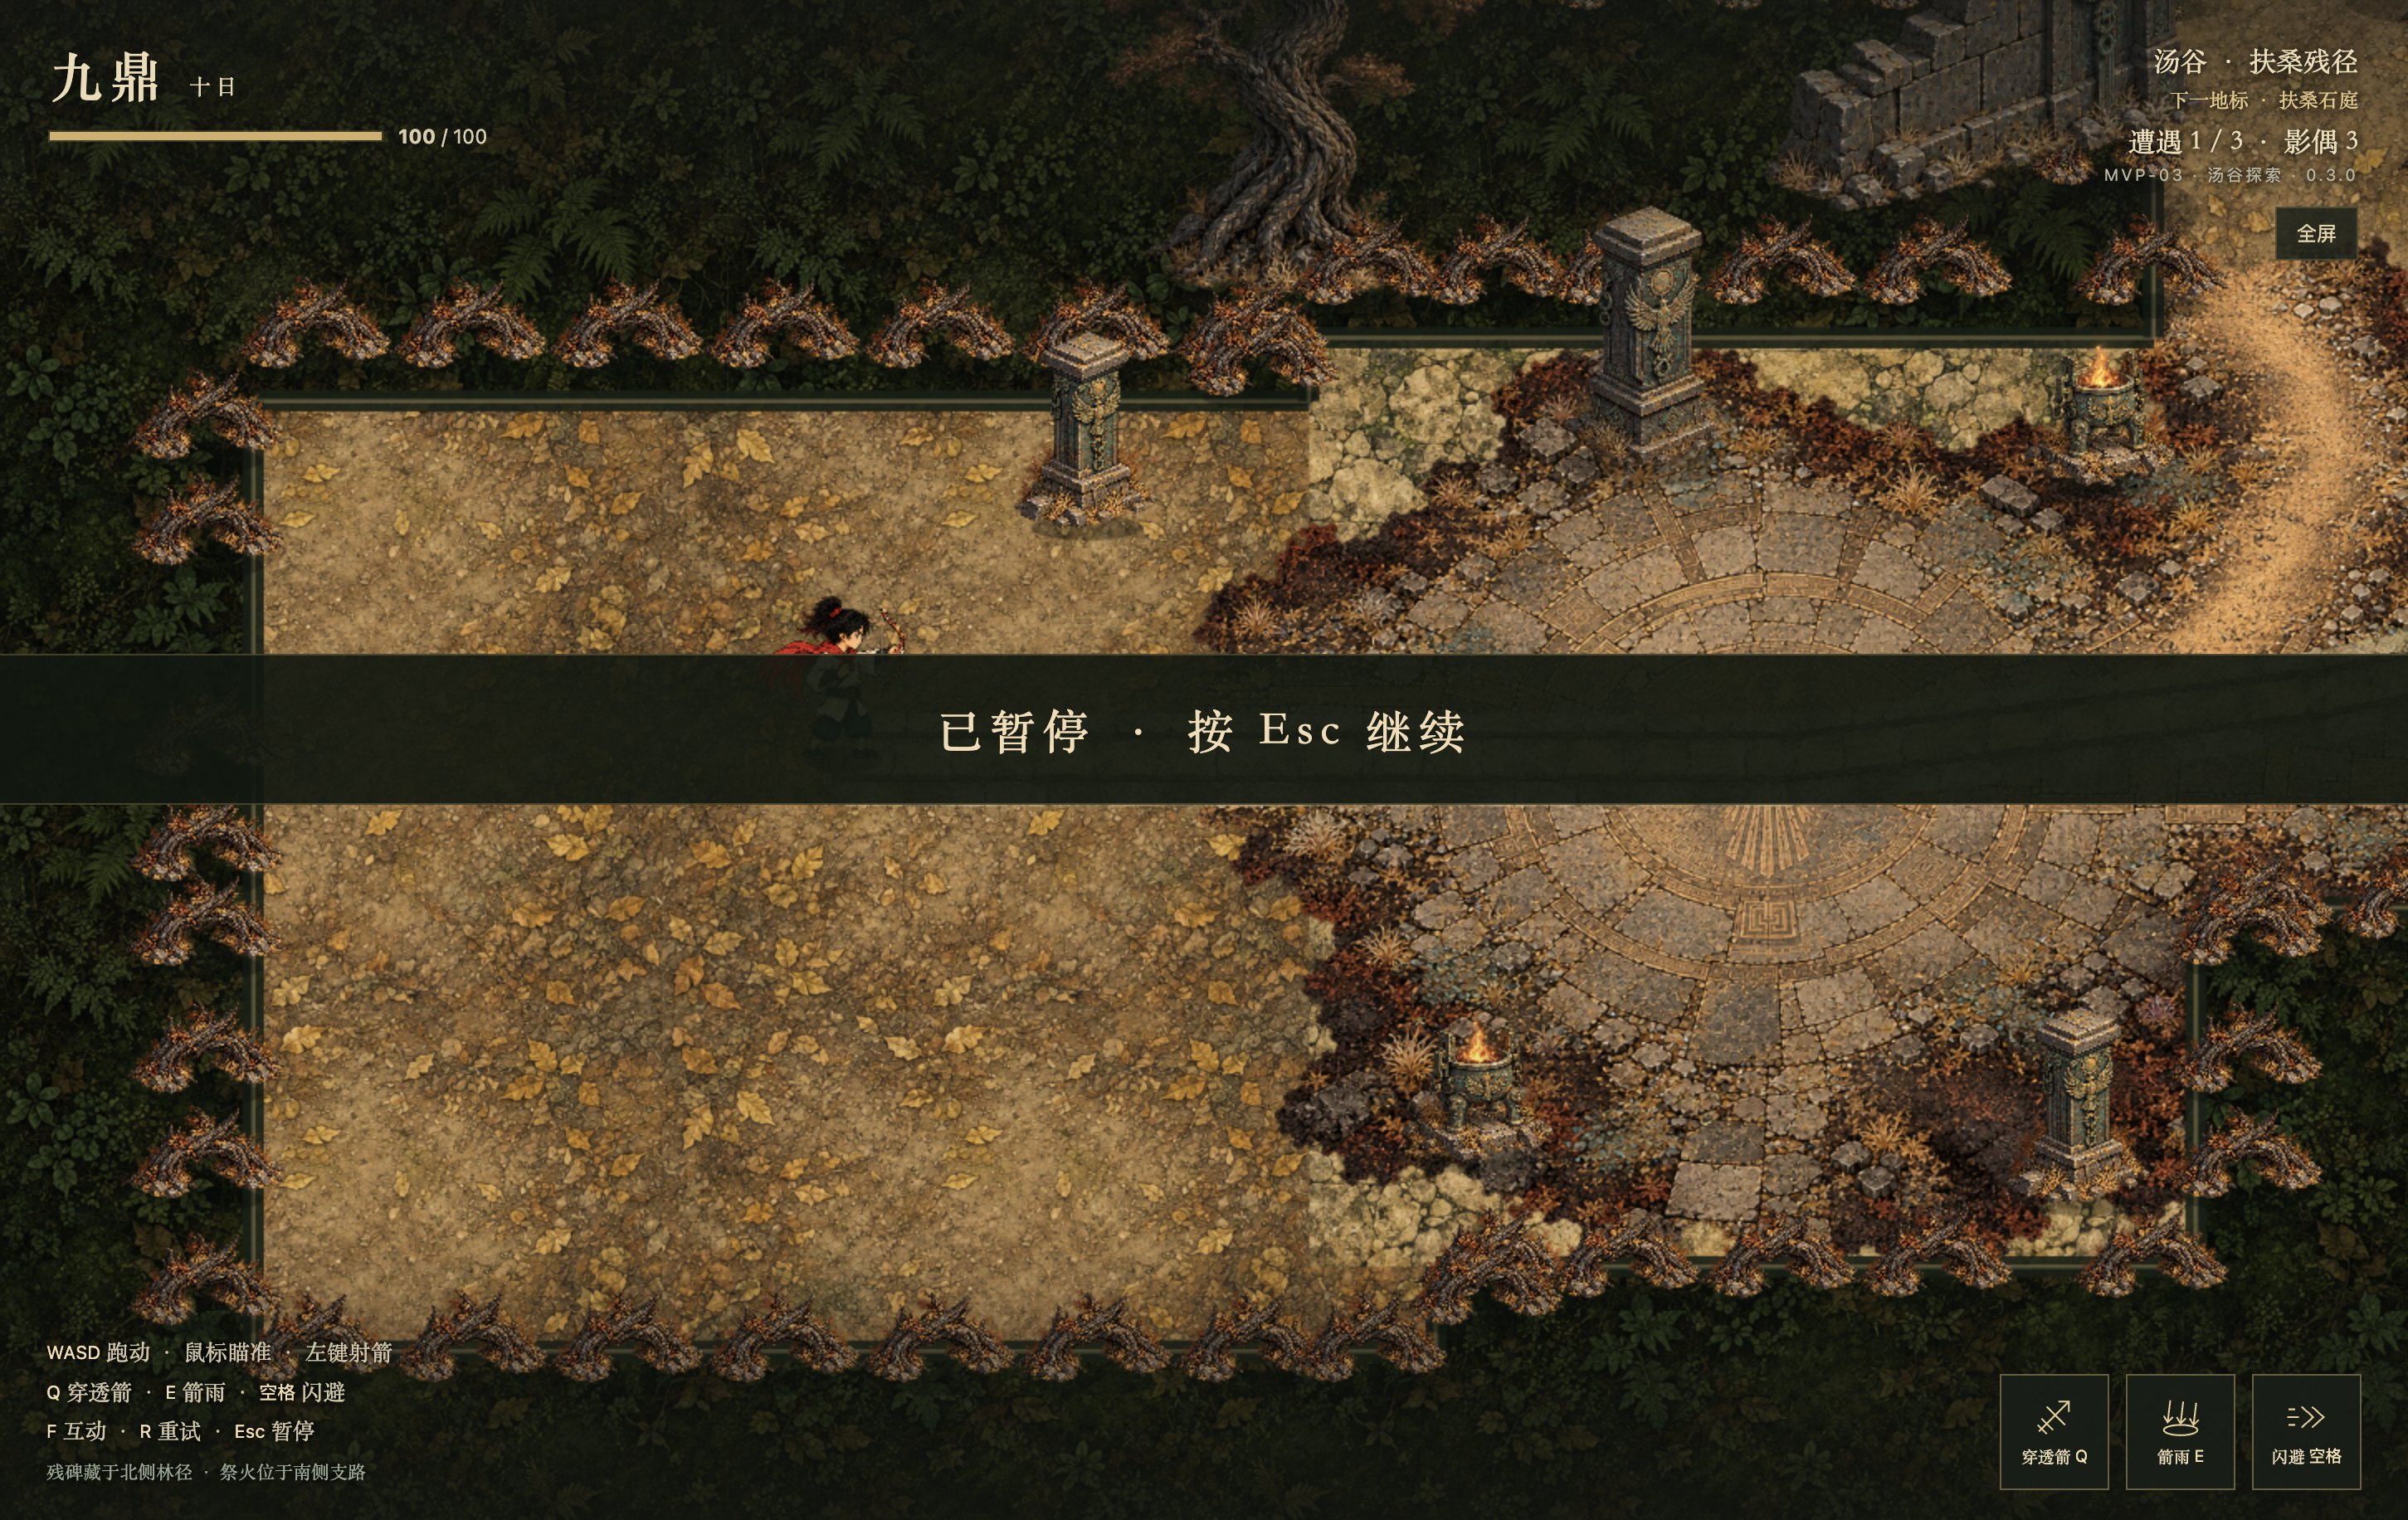 九鼎 十日
100 / 100
汤谷 · 扶桑残径
下一地标 · 扶桑石庭
遭遇 1 / 3 · 影偶 3
MVP-03 · 汤谷探索 · 0.3.0
全屏
已暂停 · 按 Esc 继续
WASD 跑动 · 鼠标瞄准 · 左键射箭
Q 穿透箭 · E 箭雨 · 空格 闪避
F 互动 · R 重试 · Esc 暂停
残碑藏于北侧林径 · 祭火位于南侧支路
穿透箭 Q
箭雨 E
闪避 空格